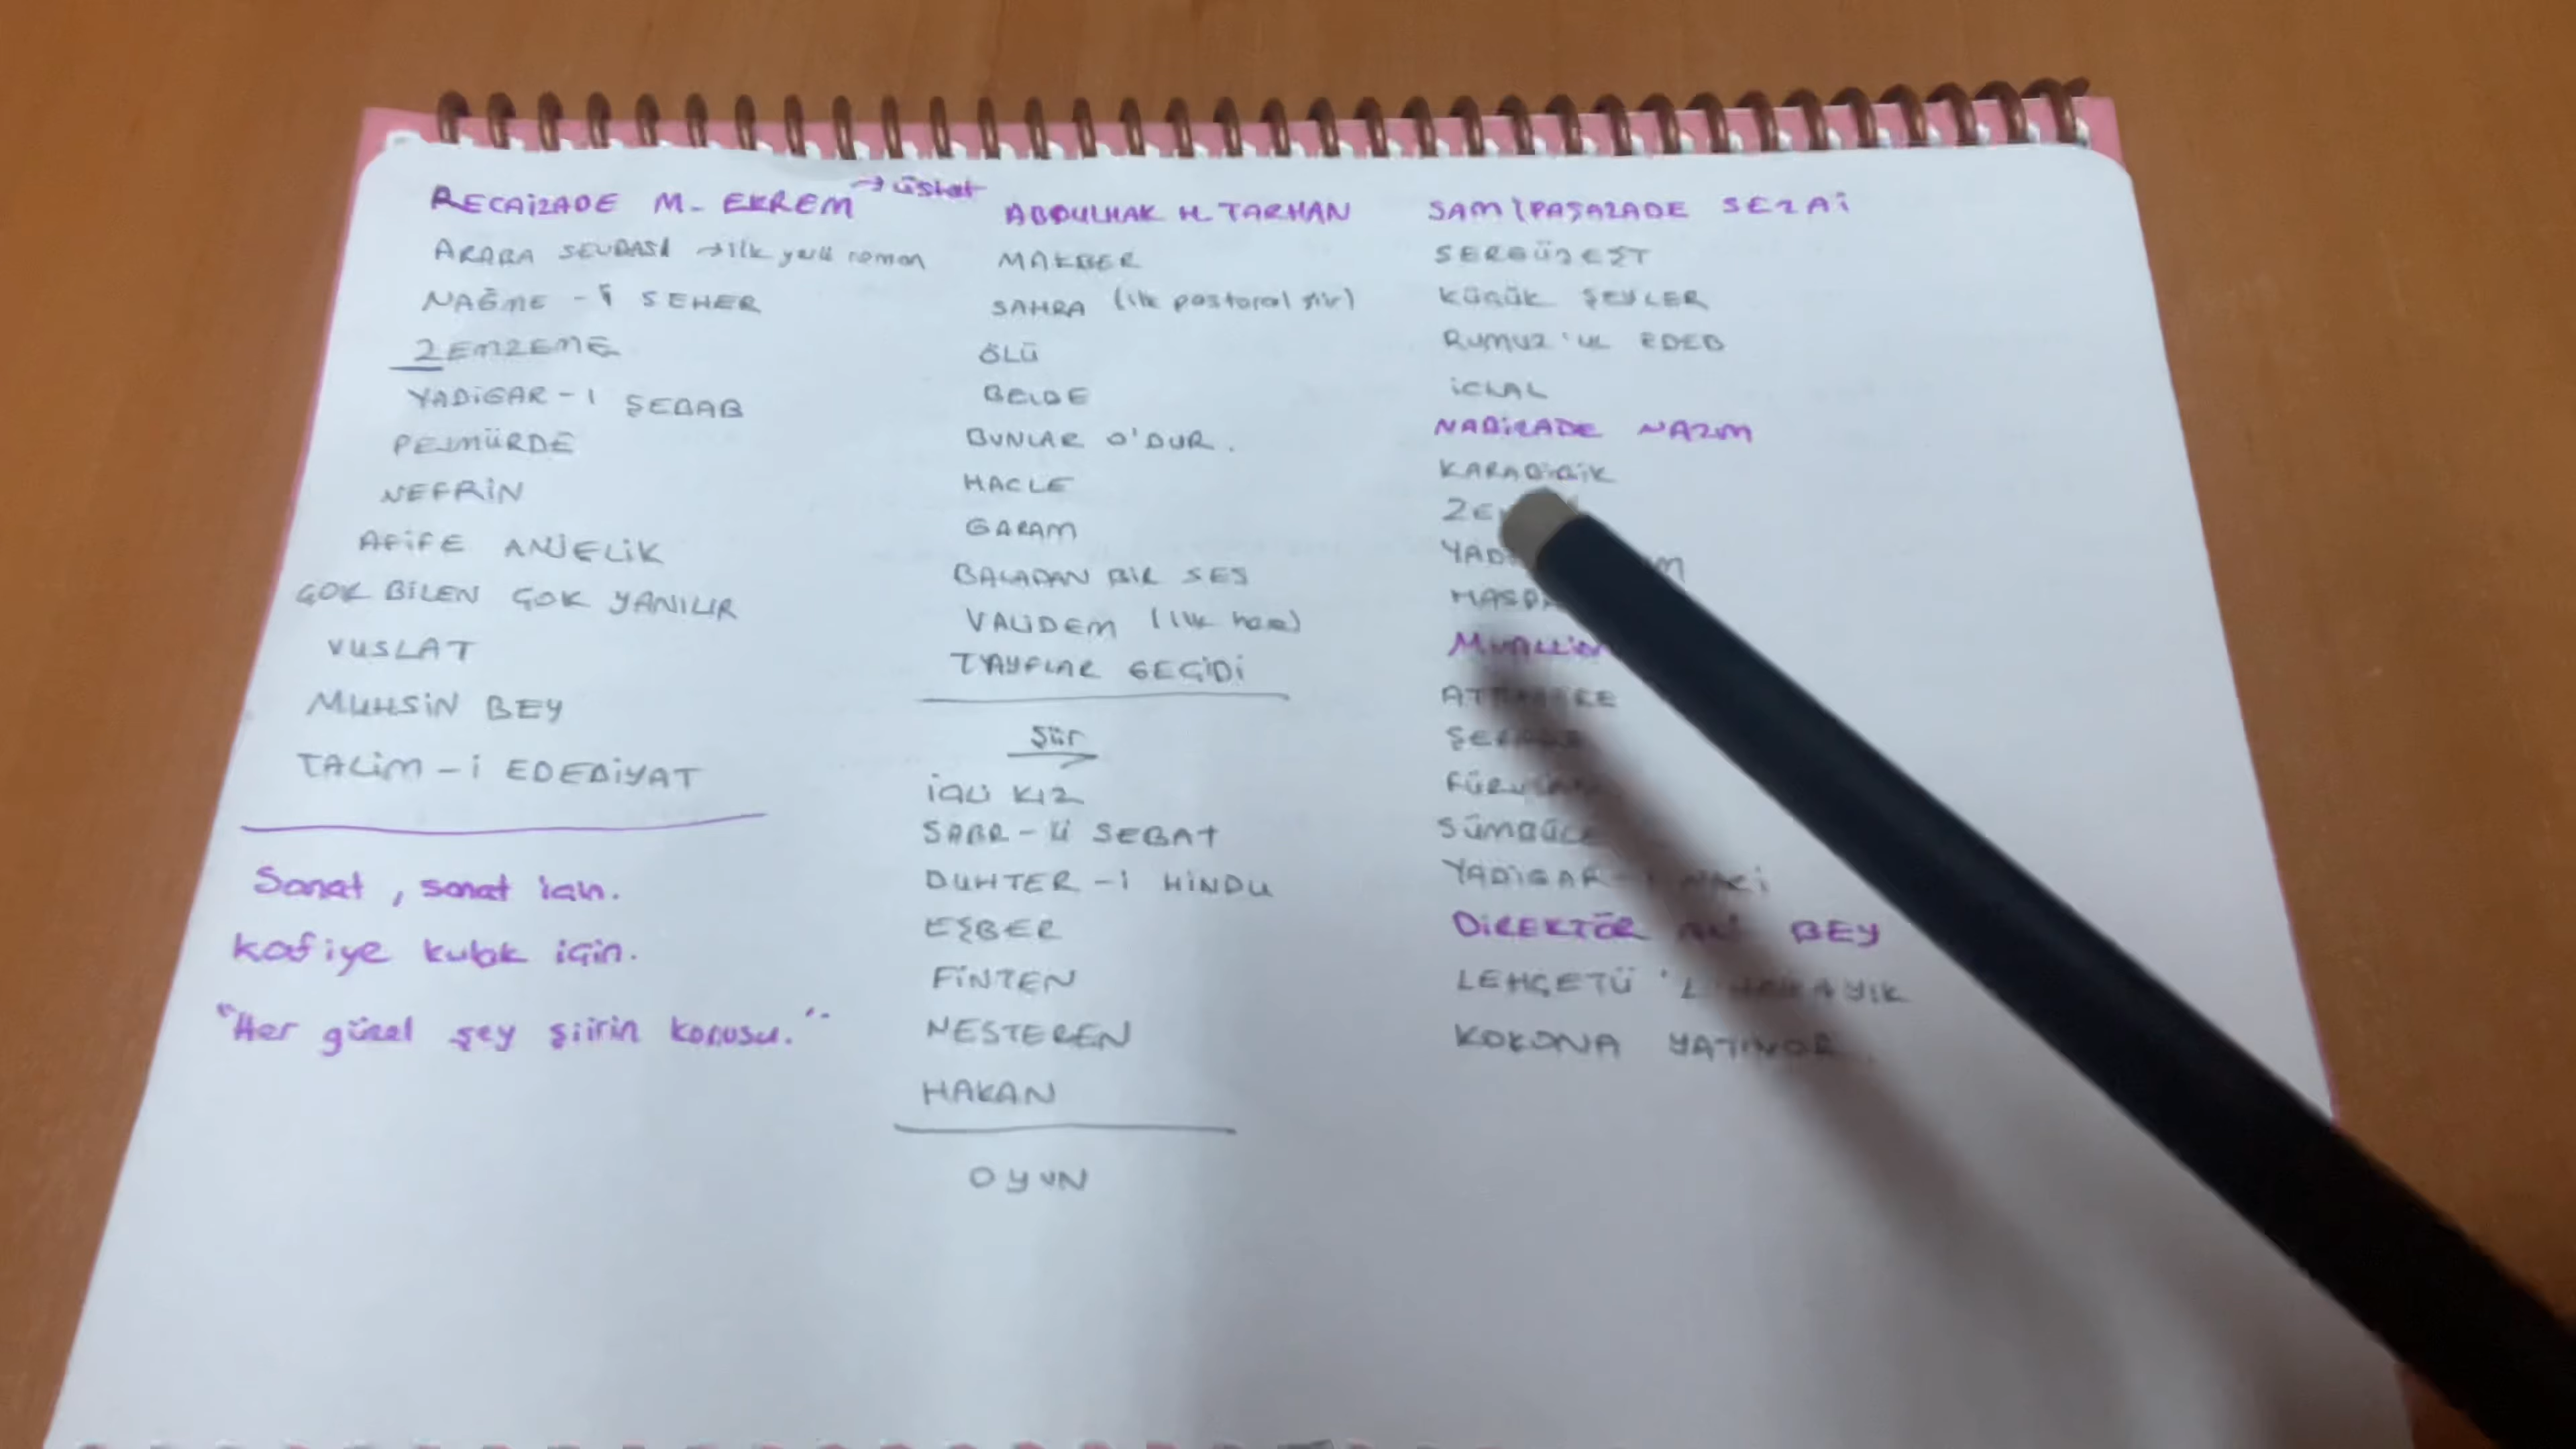 RECAİZADE M. EKREM → üstat
ARABA SEVDASI → ilk yerli roman
NAĞME - İ SEHER
ZEMZEME
YADİGAR - I ŞEBAB
PEJMÜRDE
NEFRİN
AFİFE ANJELİK
ÇOK BİLEN ÇOK YANILIR
VUSLAT
MUHSİN BEY
TALİM - İ EDEBİYAT
Sanat, sanat için.
Kafiye kulak için.
"Her güzel şey şiirin konusu."
ABDULHAK H. TARHAN
MAKBER
SAHRA (ilk pastoral şiir)
ÖLÜ
BELDE
BUNLAR O'DUR.
HACLE
GARAM
BALADAN BİR SES
VALİDEM (ilk hece)
TAYFLAR GEÇİDİ
Şiir
İÇLİ KIZ
SABR - Ü SEBAT
DUHTER - İ HİNDU
EŞBER
FİNTEN
NESTEREN
HAKAN
OYUN
SAMİPAŞAZADE SEZAİ
SERGÜZEŞT
KÜÇÜK ŞEYLER
RUMUZ'UL EDEB
İCLAL
NABİZADE NAZIM
KARABİBİK
SÜMBÜLE
YADİGAR
DİREKTÖR ALİ BEY
KOKONA YATIYOR